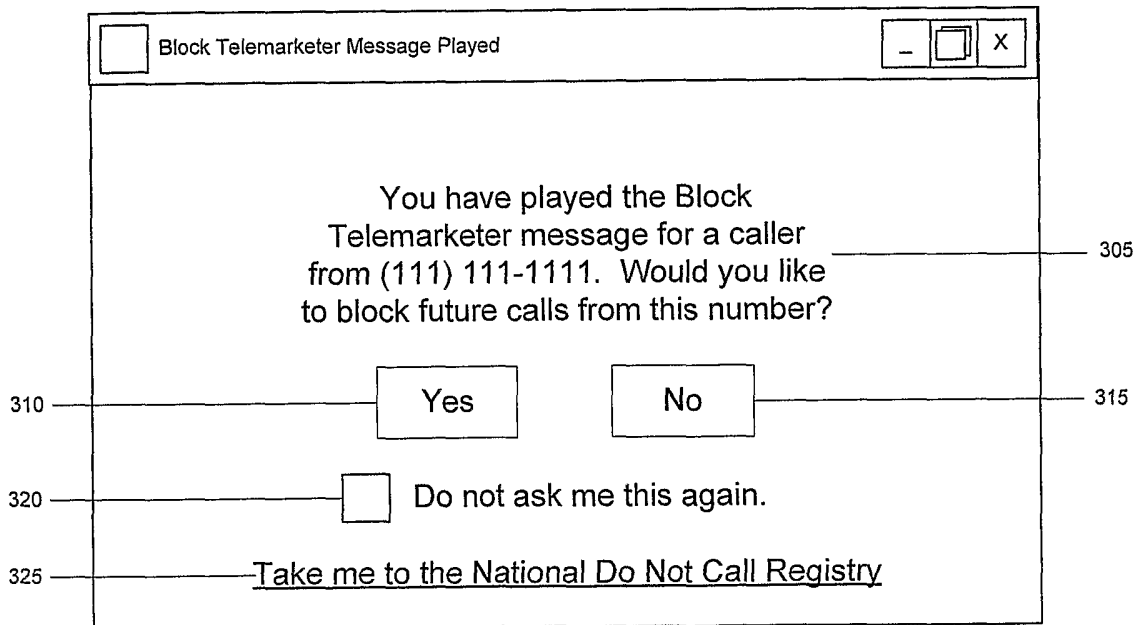 Block Telemarketer Message Played
_ X
You have played the Block
Telemarketer message for a caller
from (111) 111-1111. Would you like
to block future calls from this number?
305
310
Yes
No
315
320
Do not ask me this again.
325
Take me to the National Do Not Call Registry